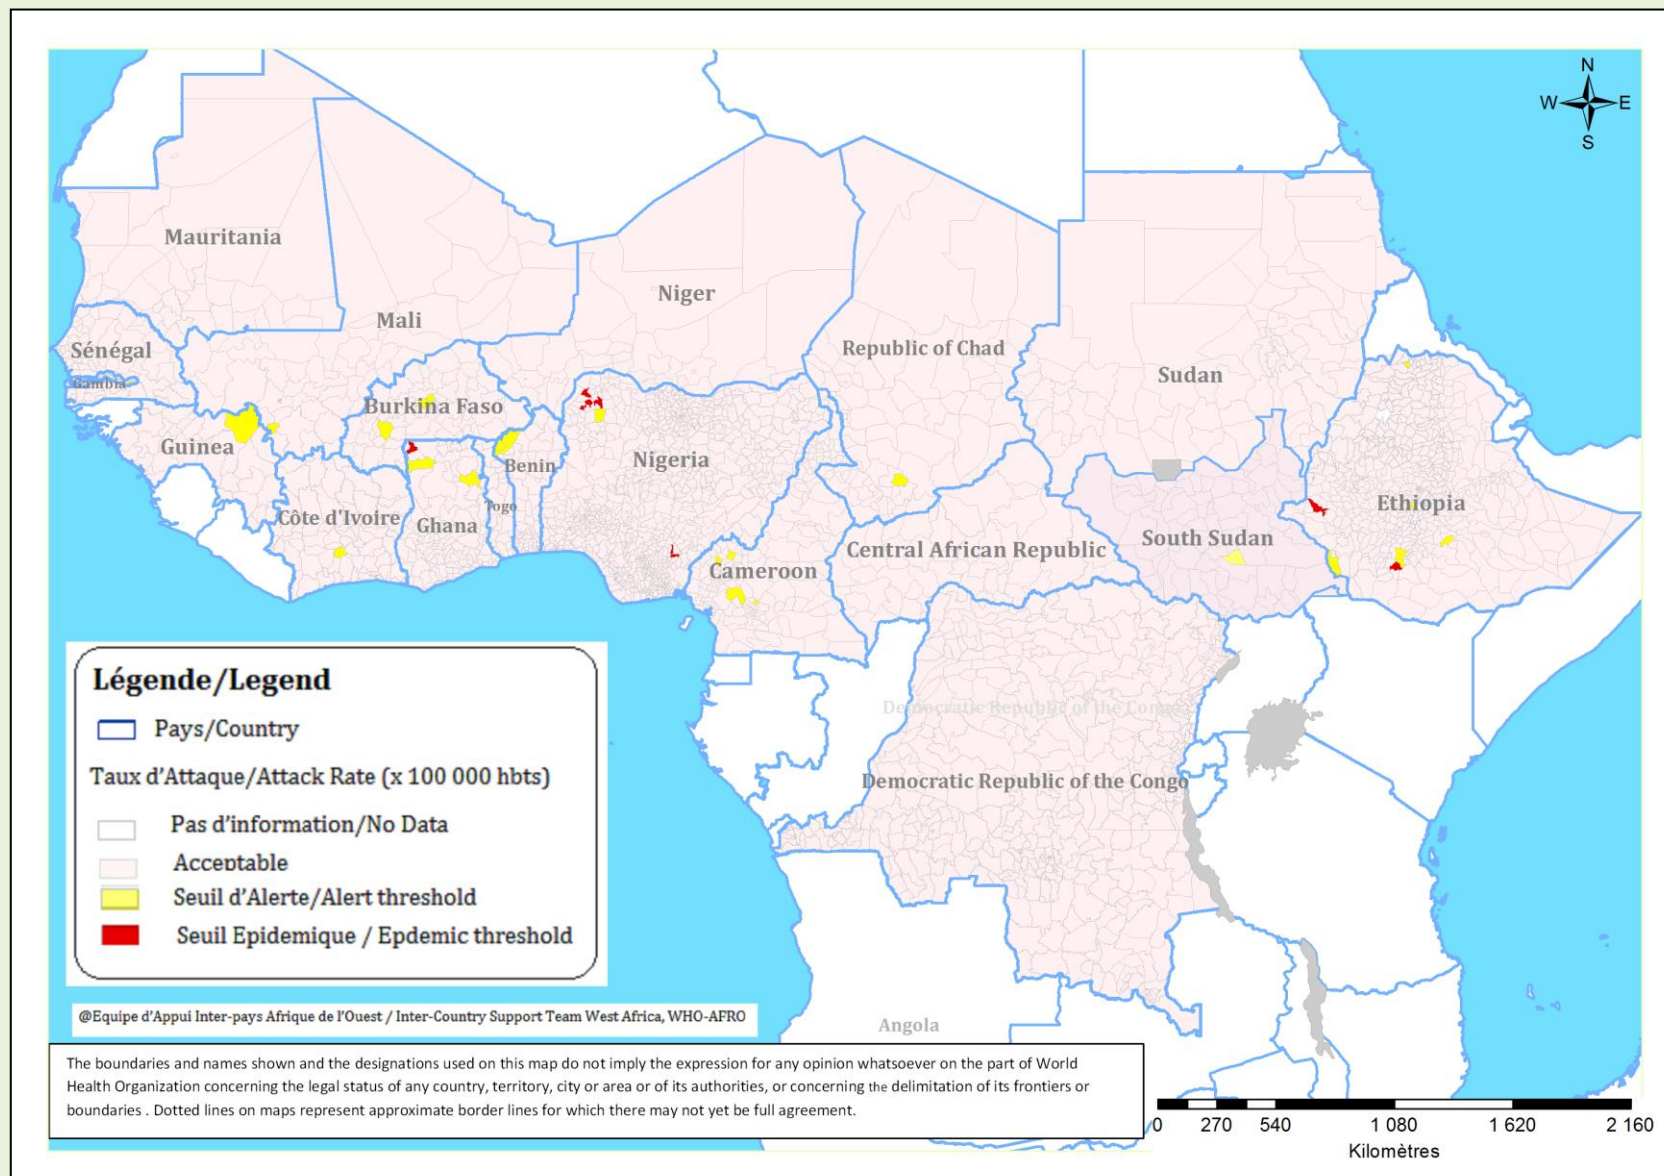 N
W E
S
Mauritania
Niger
Mali
Sénégal
Republic of Chad
Sudan
Gambia
Burkina Faso
Guinea
Nigeria
Benin
Ethiopia
Togo
Côte d'Ivoire
Ghana
South Sudan
Central African Republic
Cameroon
Democratic Republic of the Congo
Democratic Republic of the Congo
Angola
Légende/Legend
Pays/Country
Taux d'Attaque/Attack Rate (x 100 000 hbts)
Pas d'information/No Data
Acceptable
Seuil d'Alerte/Alert threshold
Seuil Epidemique / Epdemic threshold
@Equipe d'Appui Inter-pays Afrique de l'Ouest / Inter-Country Support Team West Africa, WHO-AFRO
The boundaries and names shown and the designations used on this map do not imply the expression for any opinion whatsoever on the part of World
Health Organization concerning the legal status of any country, territory, city or area or of its authorities, or concerning the delimitation of its frontiers or
boundaries . Dotted lines on maps represent approximate border lines for which there may not yet be full agreement.
0 270 540 1 080 1 620 2 160
Kilomètres